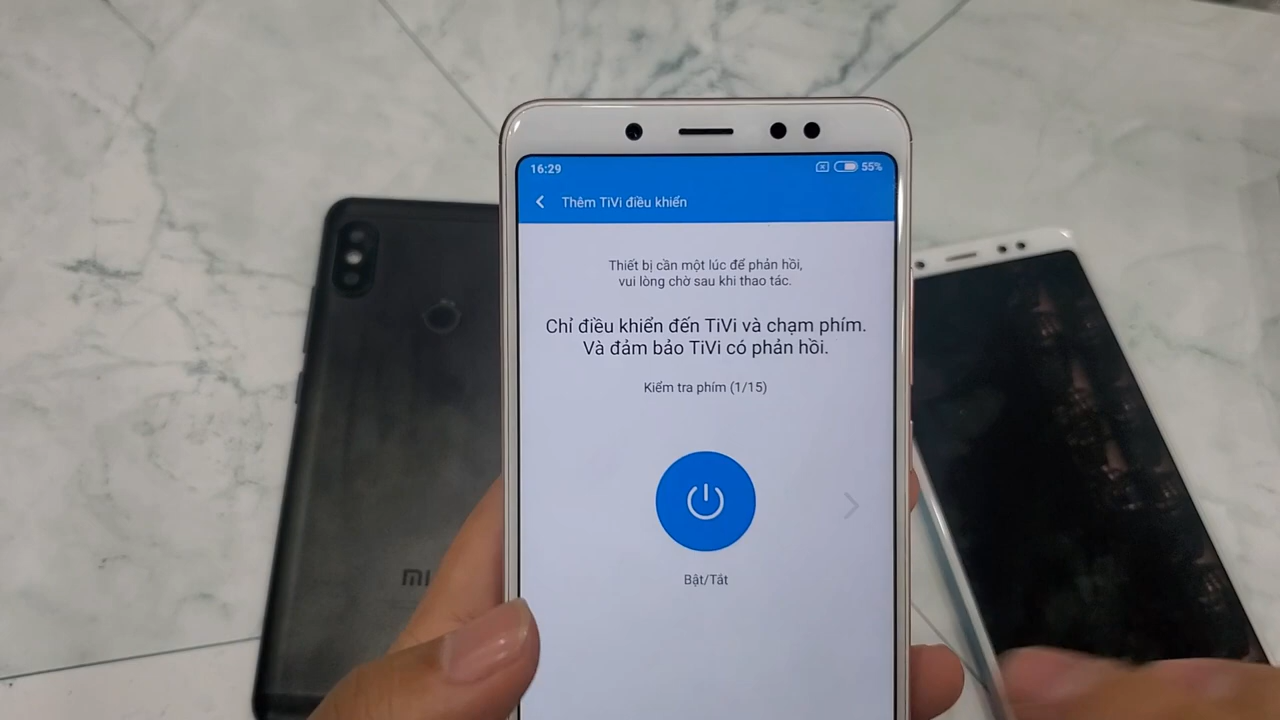 16:29
55%
Thêm TiVi điều khiển
Thiết bị cần một lúc để phản hồi,
vui lòng chờ sau khi thao tác.
Chỉ điều khiển đến TiVi và chạm phím.
Và đảm bảo TiVi có phản hồi.
Kiểm tra phím (1/15)
Bật/Tắt
MI